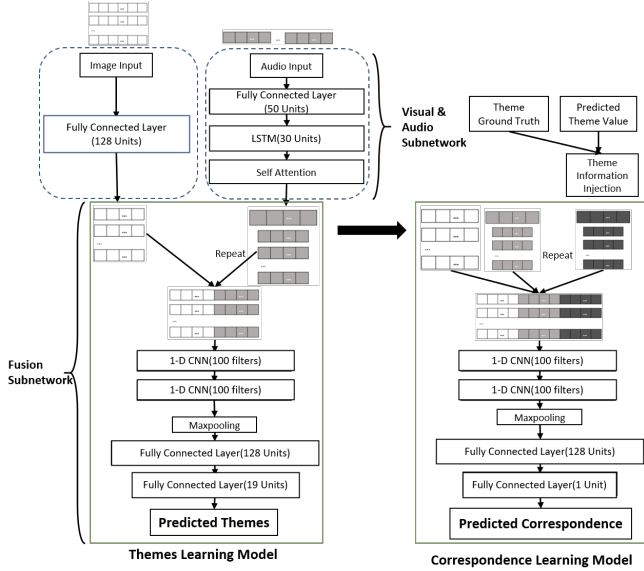 Image Input
Fully Connected Layer
(128 Units)
...
Audio Input
Fully Connected Layer
(50 Units)
LSTM(30 Units)
Self Attention
Visual &
Audio
Subnetwork
Theme
Ground Truth
Predicted
Theme Value
Theme
Information
Injection
Fusion
Subnetwork
Repeat
1-D CNN(100 filters)
1-D CNN(100 filters)
Maxpooling
Fully Connected Layer(128 Units)
Fully Connected Layer(19 Units)
Predicted Themes
Themes Learning Model
Repeat
1-D CNN(100 filters)
1-D CNN(100 filters)
Maxpooling
Fully Connected Layer(128 Units)
Fully Connected Layer(1 Unit)
Predicted Correspondence
Correspondence Learning Model